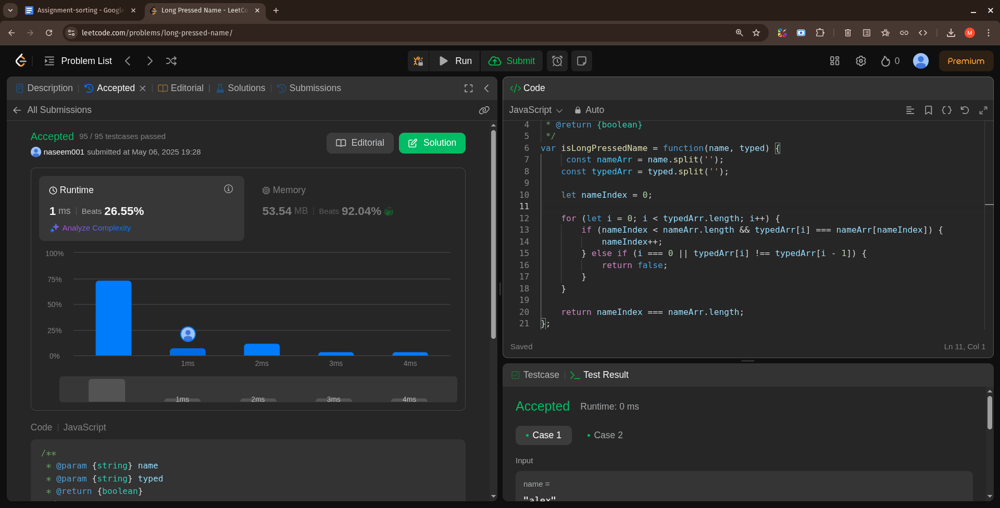 Assignment-sorting - Google
Long Pressed Name - LeetCo
leetcode.com/problems/long-pressed-name/
M
Problem List
Run
Submit
0
Premium
Description
Accepted
Editorial
Solutions
Submissions
All Submissions
Accepted 95 / 95 testcases passed
naseem001 submitted at May 06, 2025 19:28
Editorial
Solution
Runtime
1 ms Beats 26.55%
Analyze Complexity
Memory
53.54 MB Beats 92.04%
100%
75%
50%
25%
0%
1ms 2ms 3ms 4ms
1ms 2ms 3ms 4ms
Code JavaScript
/**
 * @param {string} name
 * @param {string} typed
 * @return {boolean}
Code
JavaScript
Auto
4  * @return {boolean}
5  */
6 var isLongPressedName = function(name, typed) {
7      const nameArr = name.split('');
8     const typedArr = typed.split('');
9
10     let nameIndex = 0;
11
12     for (let i = 0; i < typedArr.length; i++) {
13         if (nameIndex < nameArr.length && typedArr[i] === nameArr[nameIndex]) {
14             nameIndex++;
15         } else if (i === 0 || typedArr[i] !== typedArr[i - 1]) {
16             return false;
17         }
18     }
19
20     return nameIndex === nameArr.length;
21 };
Saved
Ln 11, Col 1
Testcase
Test Result
Accepted Runtime: 0 ms
Case 1
Case 2
Input
name =
"alex"